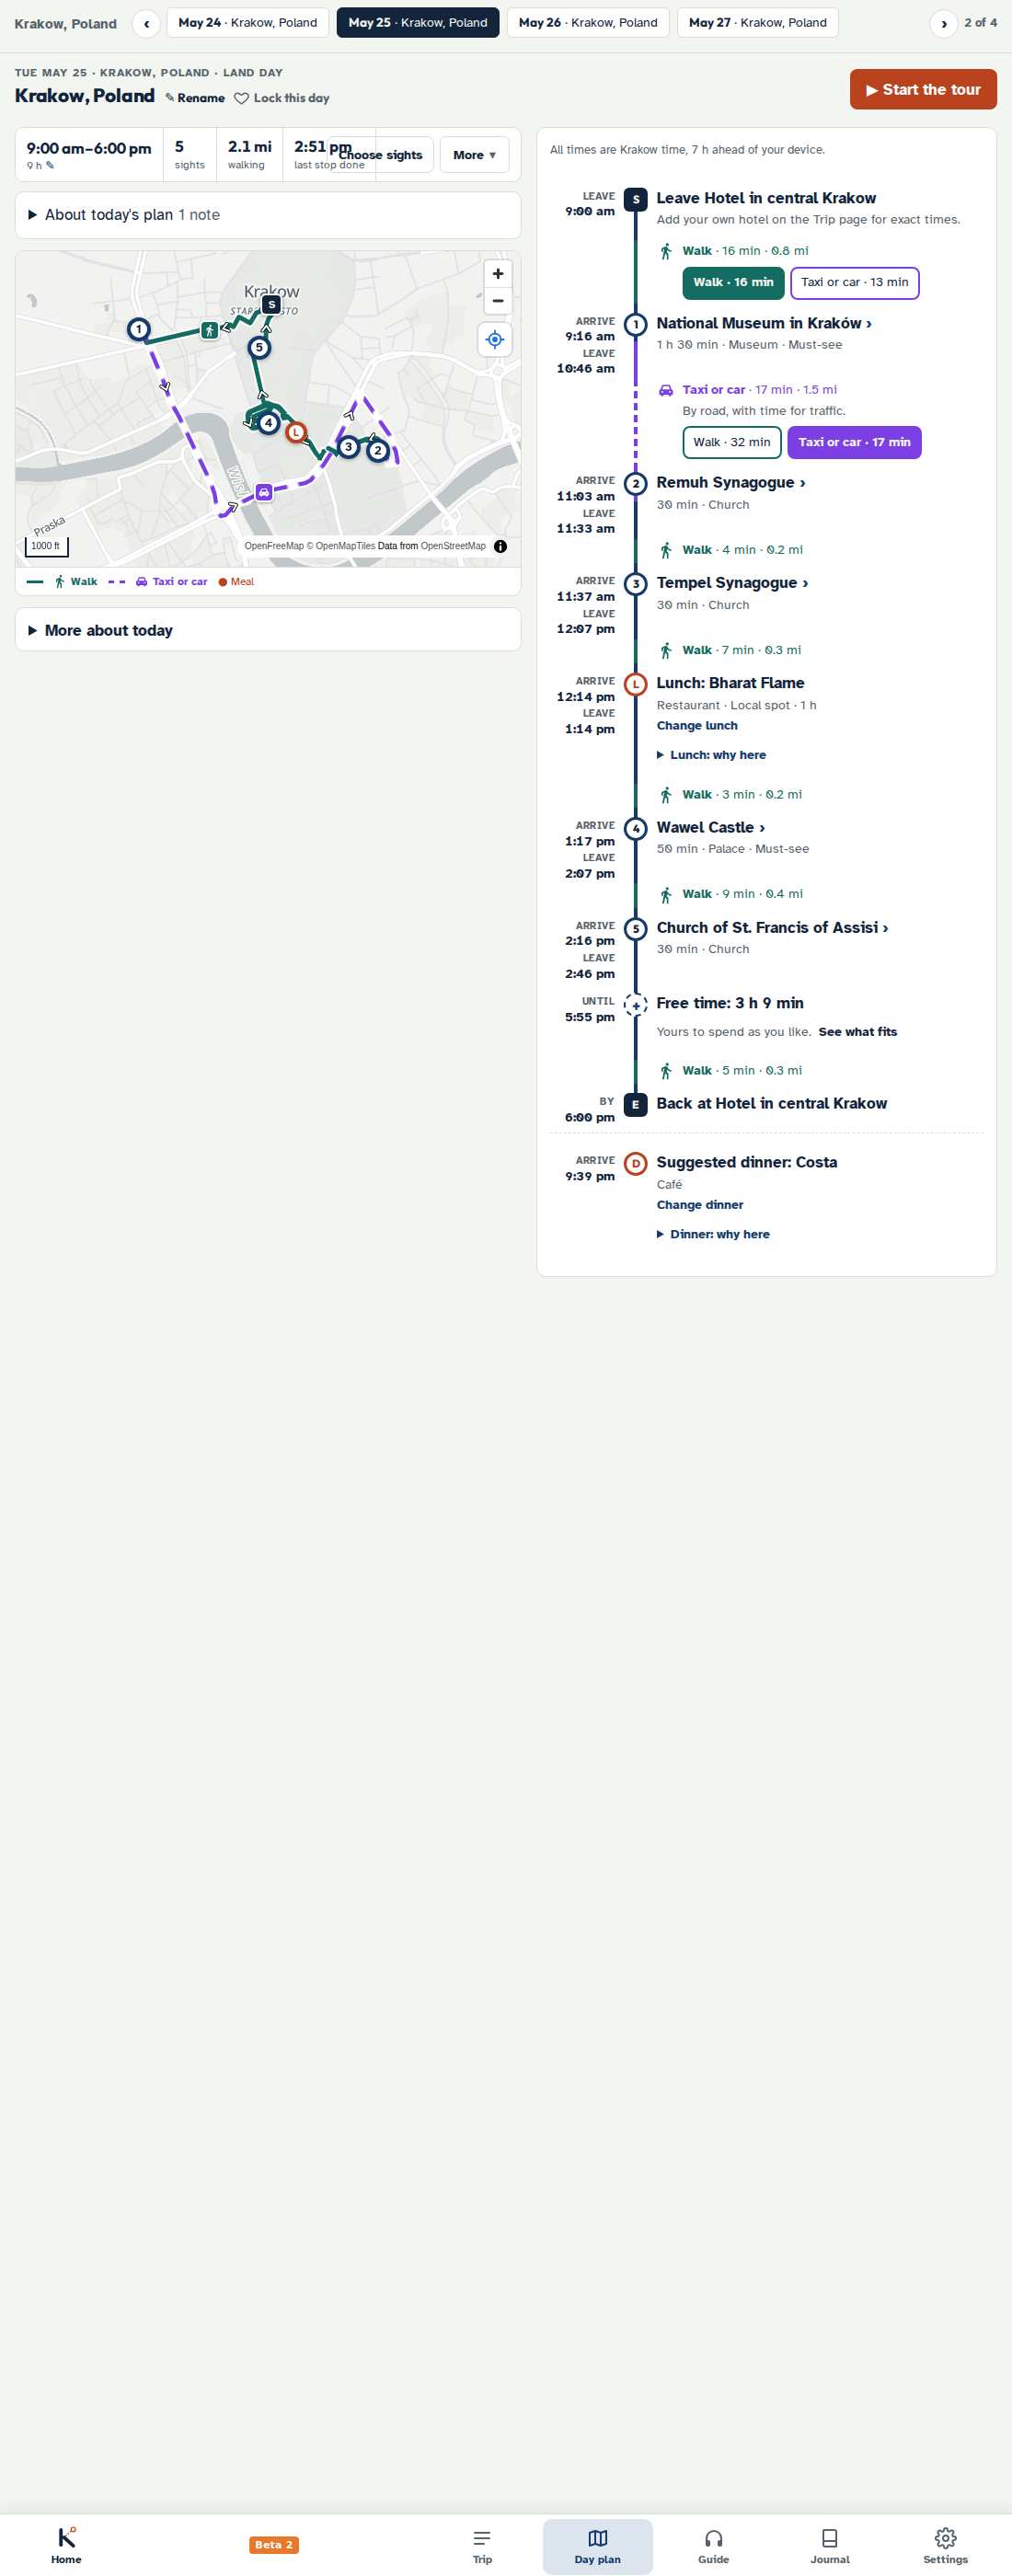 Krakow, Poland
‹
May 24 · Krakow, Poland
May 25 · Krakow, Poland
May 26 · Krakow, Poland
May 27 · Krakow, Poland
›
2 of 4
TUE MAY 25 · KRAKOW, POLAND · LAND DAY
Krakow, Poland
✎ Rename
Lock this day
▶ Start the tour
9:00 am–6:00 pm
9 h ✎
5
sights
2.1 mi
walking
2:51 pm
last stop done
Choose sights
More ▼
▶ About today's plan 1 note
Krakow
1
S
5
4
L
3
2
Wisła
Praska
1000 ft
+
−
OpenFreeMap © OpenMapTiles Data from OpenStreetMap
Walk
Taxi or car
Meal
▶ More about today
All times are Krakow time, 7 h ahead of your device.
LEAVE
9:00 am
S
Leave Hotel in central Krakow
Add your own hotel on the Trip page for exact times.
Walk · 16 min · 0.8 mi
Walk · 16 min
Taxi or car · 13 min
ARRIVE
9:16 am
LEAVE
10:46 am
1
National Museum in Kraków ›
1 h 30 min · Museum · Must-see
Taxi or car · 17 min · 1.5 mi
By road, with time for traffic.
Walk · 32 min
Taxi or car · 17 min
ARRIVE
11:03 am
LEAVE
11:33 am
2
Remuh Synagogue ›
30 min · Church
Walk · 4 min · 0.2 mi
ARRIVE
11:37 am
LEAVE
12:07 pm
3
Tempel Synagogue ›
30 min · Church
Walk · 7 min · 0.3 mi
ARRIVE
12:14 pm
LEAVE
1:14 pm
L
Lunch: Bharat Flame
Restaurant · Local spot · 1 h
Change lunch
▶ Lunch: why here
Walk · 3 min · 0.2 mi
ARRIVE
1:17 pm
LEAVE
2:07 pm
4
Wawel Castle ›
50 min · Palace · Must-see
Walk · 9 min · 0.4 mi
ARRIVE
2:16 pm
LEAVE
2:46 pm
5
Church of St. Francis of Assisi ›
30 min · Church
UNTIL
5:55 pm
+
Free time: 3 h 9 min
Yours to spend as you like. See what fits
Walk · 5 min · 0.3 mi
BY
6:00 pm
E
Back at Hotel in central Krakow
ARRIVE
9:39 pm
D
Suggested dinner: Costa
Café
Change dinner
▶ Dinner: why here
Home
Beta 2
Trip
Day plan
Guide
Journal
Settings